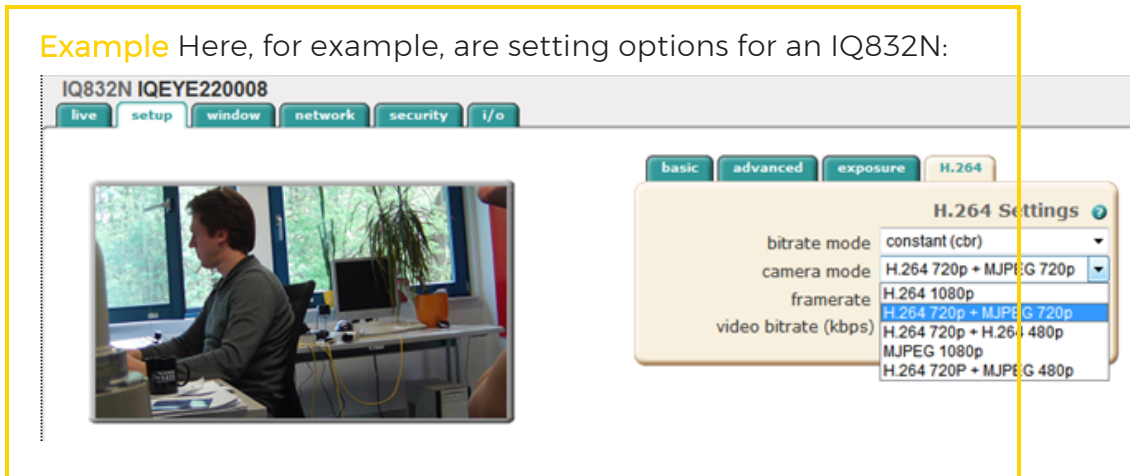 Example Here, for example, are setting options for an IQ832N:
IQ832N IQEYE220008
live setup window network security i/o
basic advanced exposure H.264
H.264 Settings
bitrate mode constant (cbr)
camera mode H.264 720p + MJPEG 720p
framerate
H.264 1080p
H.264 720p + MJPEG 720p
video bitrate (kbps)
H.264 720p + H.264 480p
MJPEG 1080p
H.264 720P + MJPEG 480p